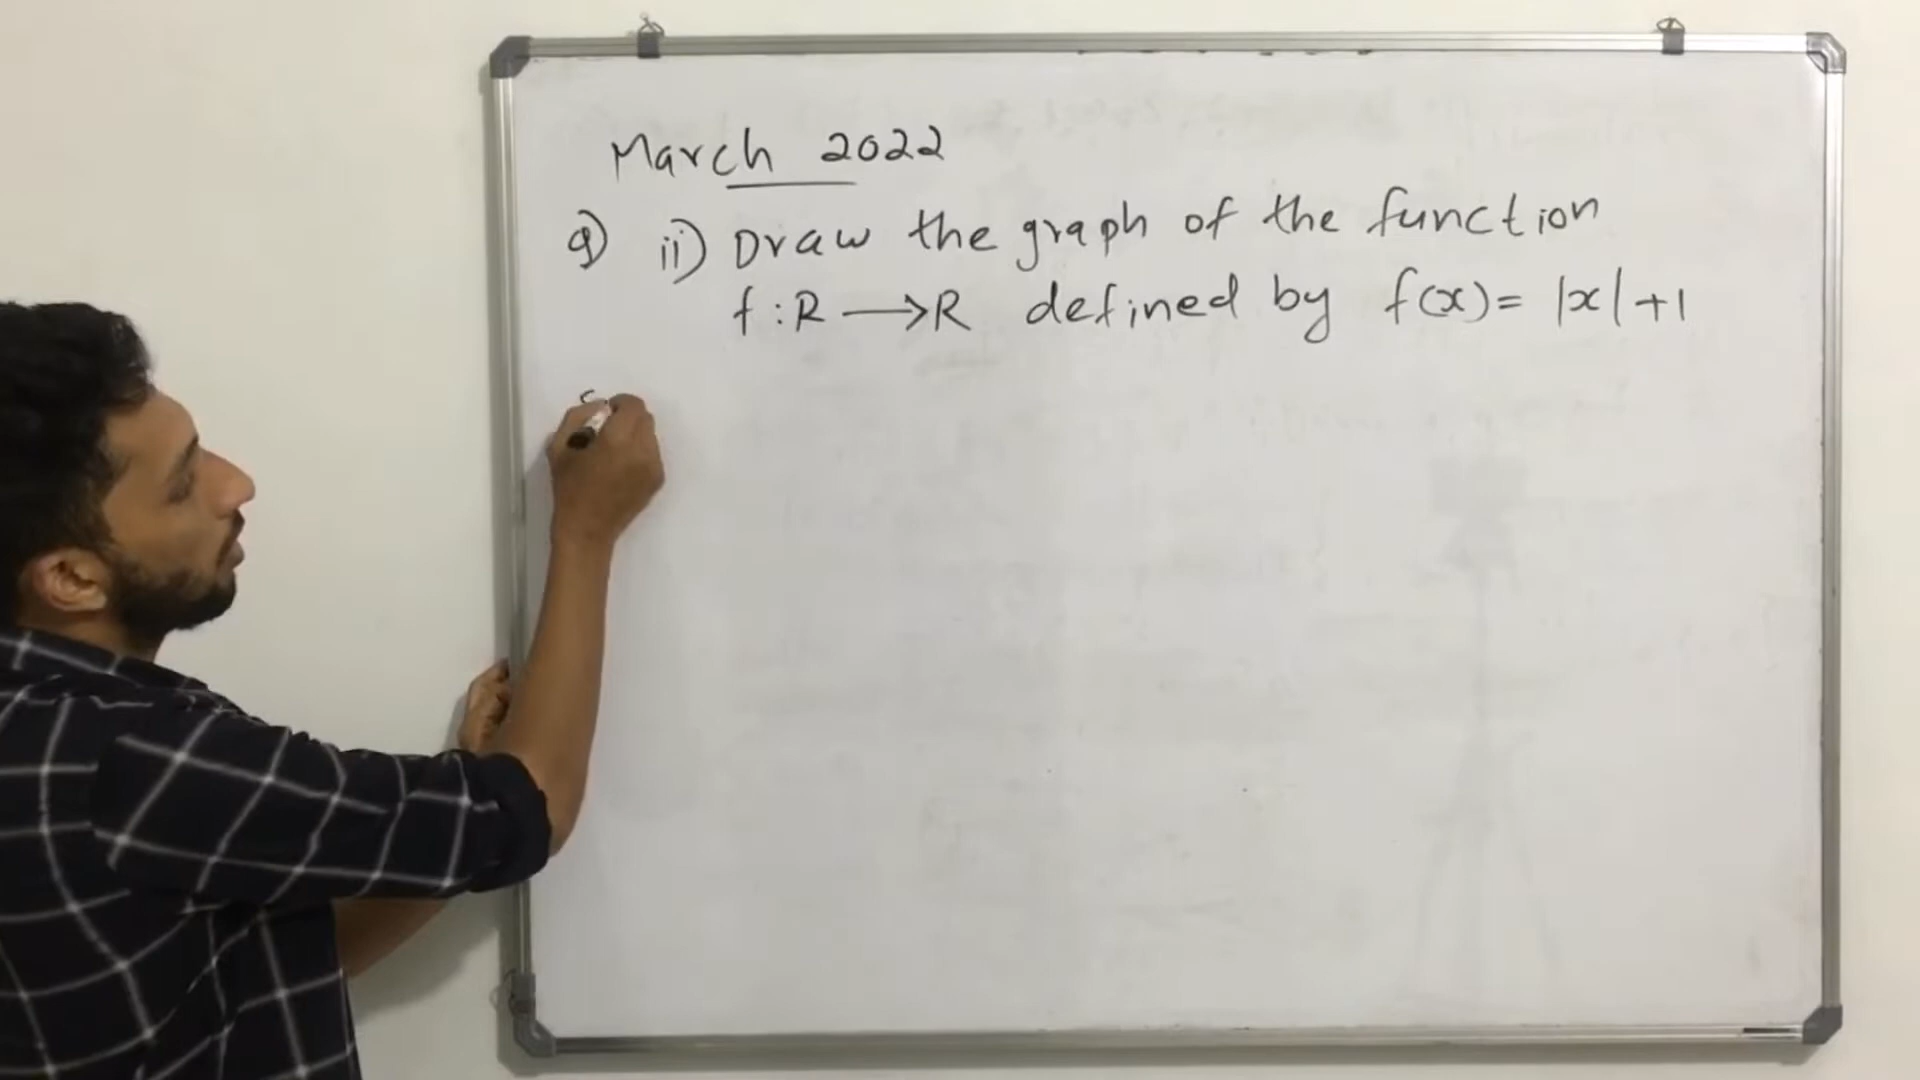 March 2022
9) ii) Draw the graph of the function
f : R ⟶ R defined by f(x) = |x| + 1